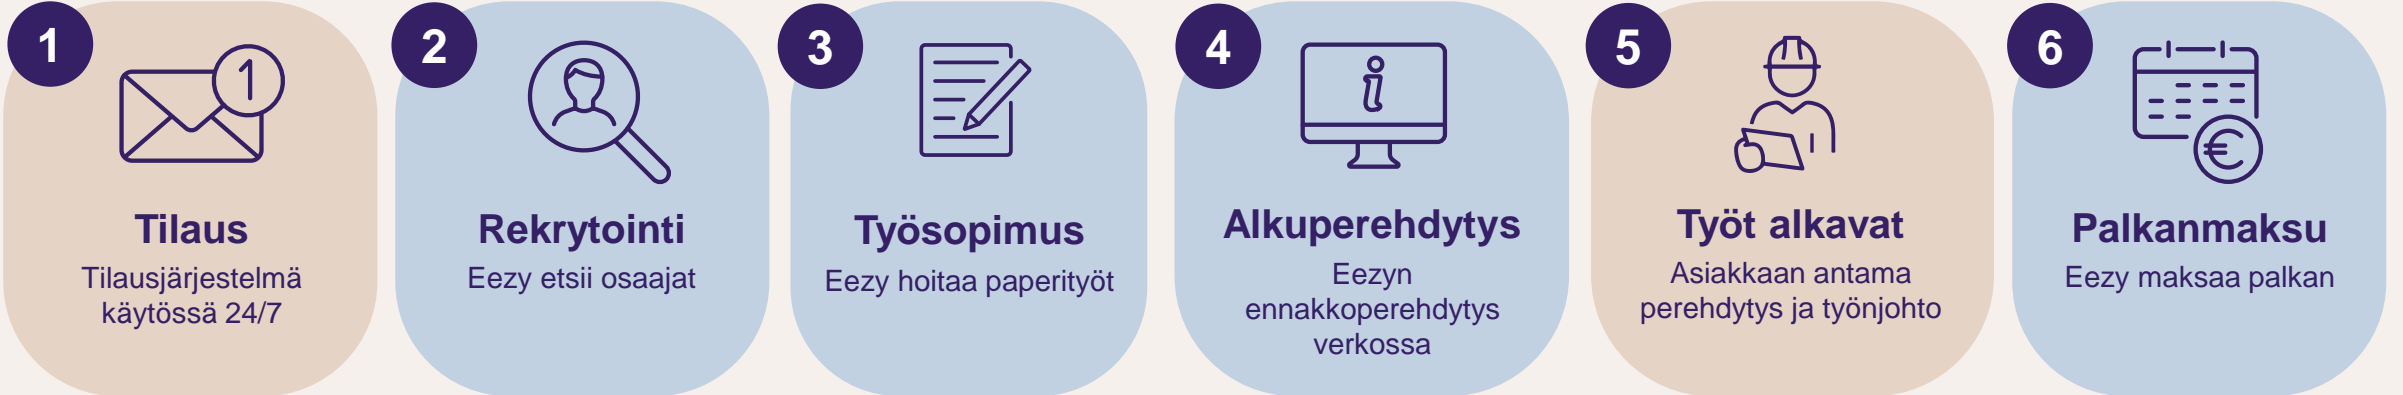 1
Tilaus
Tilausjärjestelmä
käytössä 24/7
2
Rekrytointi
Eezy etsii osaajat
3
Työsopimus
Eezy hoitaa paperityöt
4
Alkuperehdytys
Eezyn
ennakkoperehdytys
verkossa
5
Työt alkavat
Asiakkaan antama
perehdytys ja työnjohto
6
Palkanmaksu
Eezy maksaa palkan